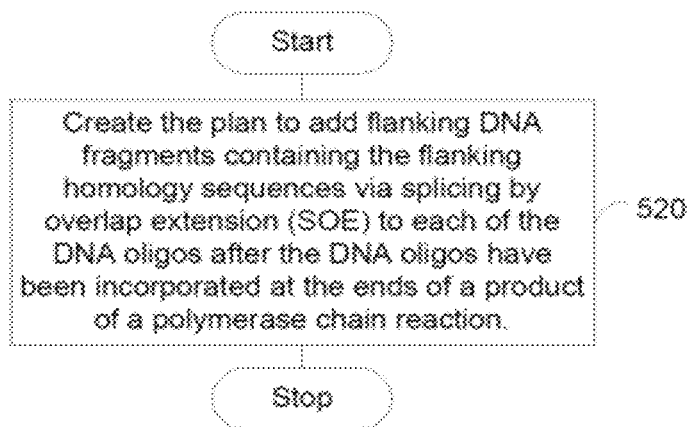 Start
Create the plan to add flanking DNA
fragments containing the flanking
homology sequences via splicing by
overlap extension (SOE) to each of the
DNA oligos after the DNA oligos have
been incorporated at the ends of a product
of a polymerase chain reaction.
520
Stop